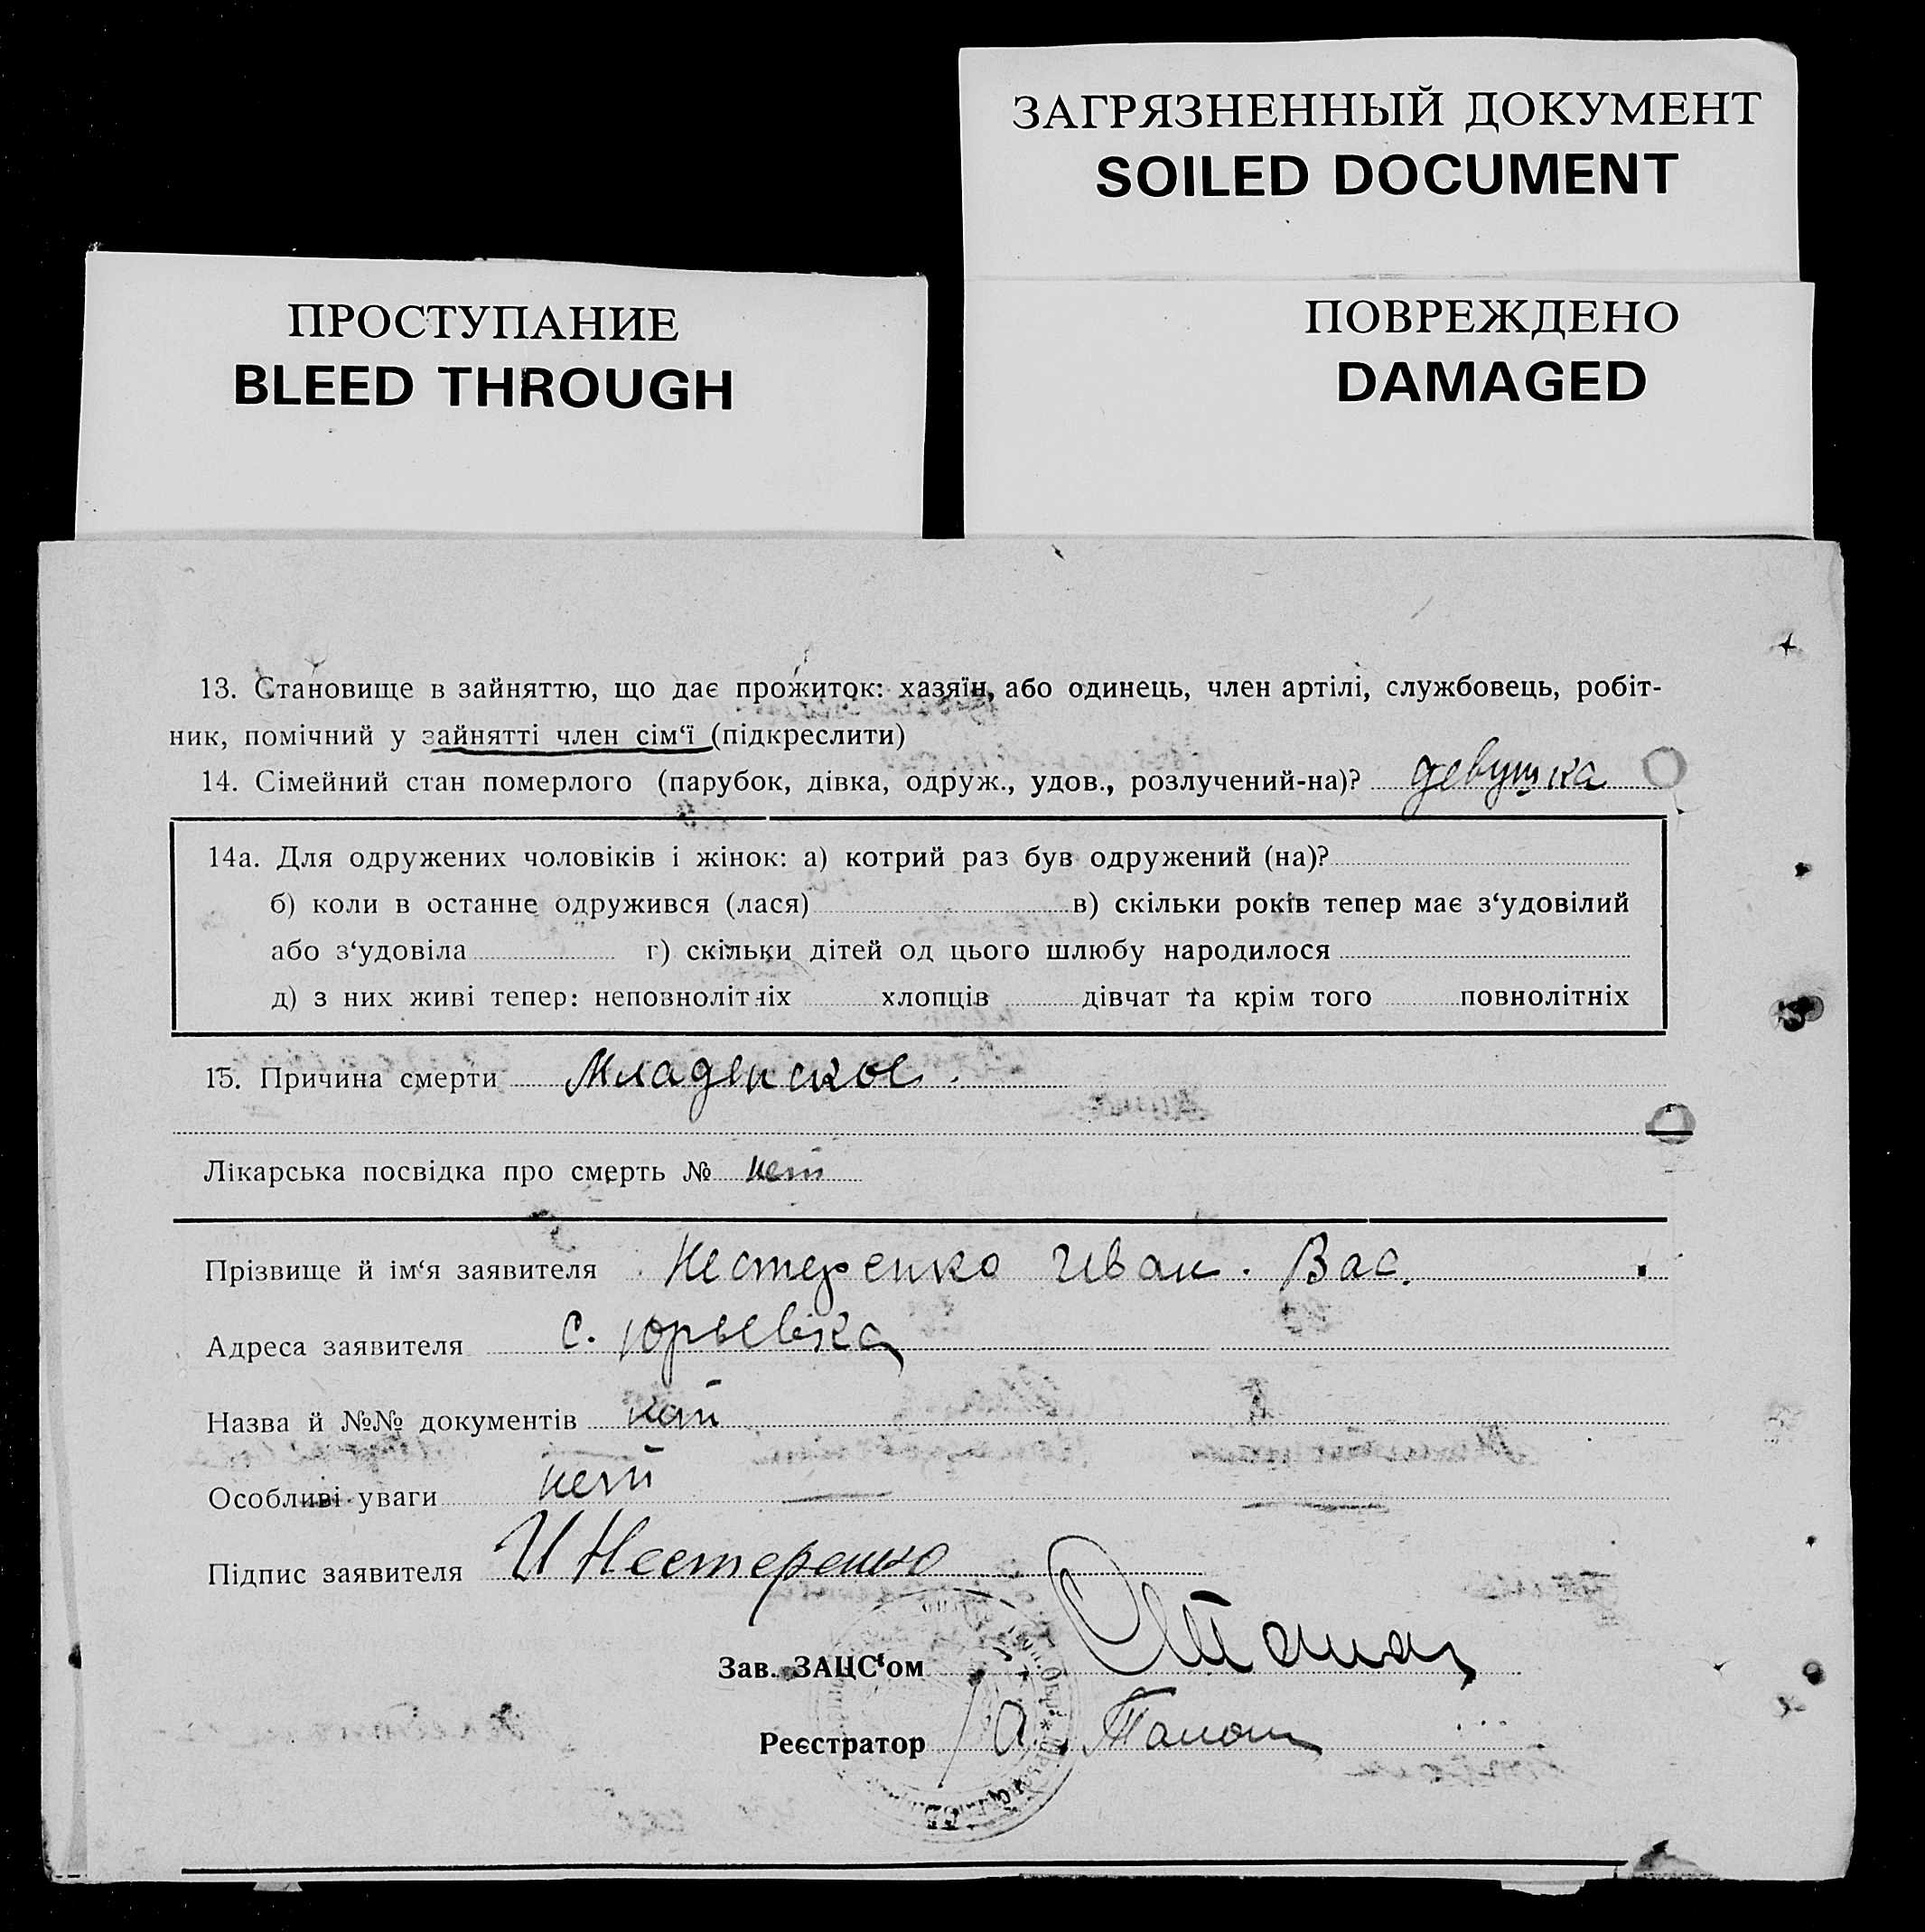 ЗАГРЯЗНЕННЫЙ ДОКУМЕНТ
SOILED DOCUMENT
ПРОСТУПАНИЕ
BLEED THROUGH
ПОВРЕЖДЕНО
DAMAGED
13. Становище в зайняттю, що дає прожиток: хазяїн, або одинець, член артілі, службовець, робіт-
ник, помічний у зайнятті член сім‘ї (підкреслити)
14. Сімейний стан померлого (парубок, дівка, одруж., удов., розлучений-на)? девушка
14а. Для одружених чоловіків і жінок: а) котрий раз був одружений (на)?
б) коли в останнє одружився (лася) в) скільки років тепер має з‘удовілий
або з‘удовіла г) скільки дітей од цього шлюбу народилося
д) з них живі тепер: неповнолітніх хлопців дівчат та крім того повнолітніх
15. Причина смерти Младенское.
Лікарська посвідка про смерть № нет
Прізвище й ім‘я заявителя Нестеренко Иван. Вас.
Адреса заявителя с. Юрьевка
Назва й №№ документів нет
Особливі уваги нет
Підпис заявителя И Нестеренко
Зав. ЗАЦС‘ом
Реєстратор